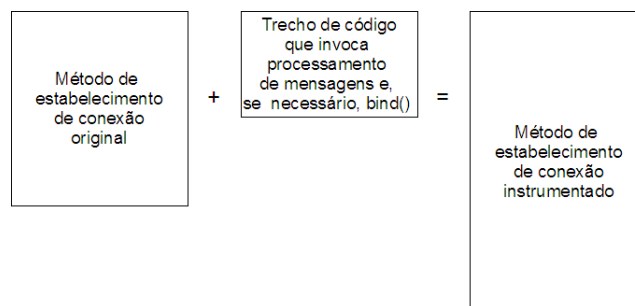 Método de
estabelecimento
de conexão
original
+
Trecho de código
que invoca
processamento
de mensagens e,
se necessário, bind()
=
Método de
estabelecimento
de conexão
instrumentado